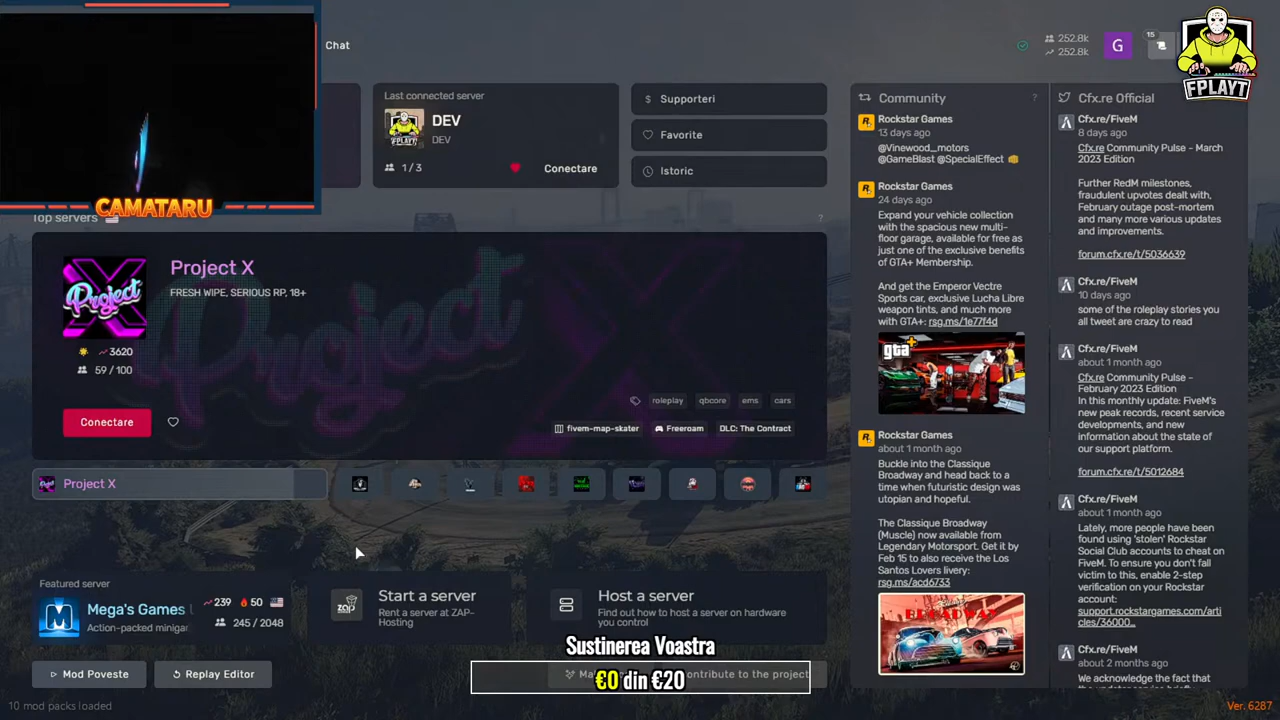 Chat
252.8k
252.8k
G
15
FPLAYT
CAMATARU
Last connected server
FPLAYT
DEV
DEV
1 / 3
Conectare
$ Supporteri
Favorite
Istoric
Top servers
?
Project
Project X
FRESH WIPE, SERIOUS RP, 18+
3620
59 / 100
Conectare
roleplay
qbcore
ems
cars
fivem-map-skater
Freeroam
DLC: The Contract
Project X
Featured server
Mega's Games
Action-packed miniga
239
50
245 / 2048
ZAP
Start a server
Rent a server at ZAP-
Hosting
Host a server
Find out how to host a server on hardware
you control
Sustinerea Voastra
€0 din €20
ontribute to the project
Mod Poveste
Replay Editor
10 mod packs loaded
Ver. 6287
Community
?
Rockstar Games
13 days ago
@Vinewood_motors
@GameBlast @SpecialEffect
Rockstar Games
24 days ago
Expand your vehicle collection
with the spacious new multi-
floor garage, available for free as
just one of the exclusive benefits
of GTA+ Membership.
And get the Emperor Vectre
Sports car, exclusive Lucha Libre
weapon tints, and much more
with GTA+: rsg.ms/1e77f4d
gta+
Rockstar Games
about 1 month ago
Buckle into the Classique
Broadway and head back to a
time when futuristic design was
utopian and hopeful.
The Classique Broadway
(Muscle) now available from
Legendary Motorsport. Get it by
Feb 15 to also receive the Los
Santos Lovers livery:
rsg.ms/acd6733
BROADWAY
Cfx.re Official
Cfx.re/FiveM
8 days ago
Cfx.re Community Pulse - March
2023 Edition
Further RedM milestones,
fraudulent upvotes dealt with,
February outage post-mortem
and many more various updates
and improvements.
forum.cfx.re/t/5036639
Cfx.re/FiveM
10 days ago
some of the roleplay stories you
all tweet are crazy to read
Cfx.re/FiveM
about 1 month ago
Cfx.re Community Pulse –
February 2023 Edition
In this monthly update: FiveM's
new peak records, recent service
developments, and new
information about the state of
our support platform.
forum.cfx.re/t/5012684
Cfx.re/FiveM
about 1 month ago
Lately, more people have been
found using 'stolen' Rockstar
Social Club accounts to cheat on
FiveM. To ensure you don't fall
victim to this, enable 2-step
verification on your Rockstar
account:
support.rockstargames.com/arti
cles/36000...
Cfx.re/FiveM
about 2 months ago
We acknowledge the fact that